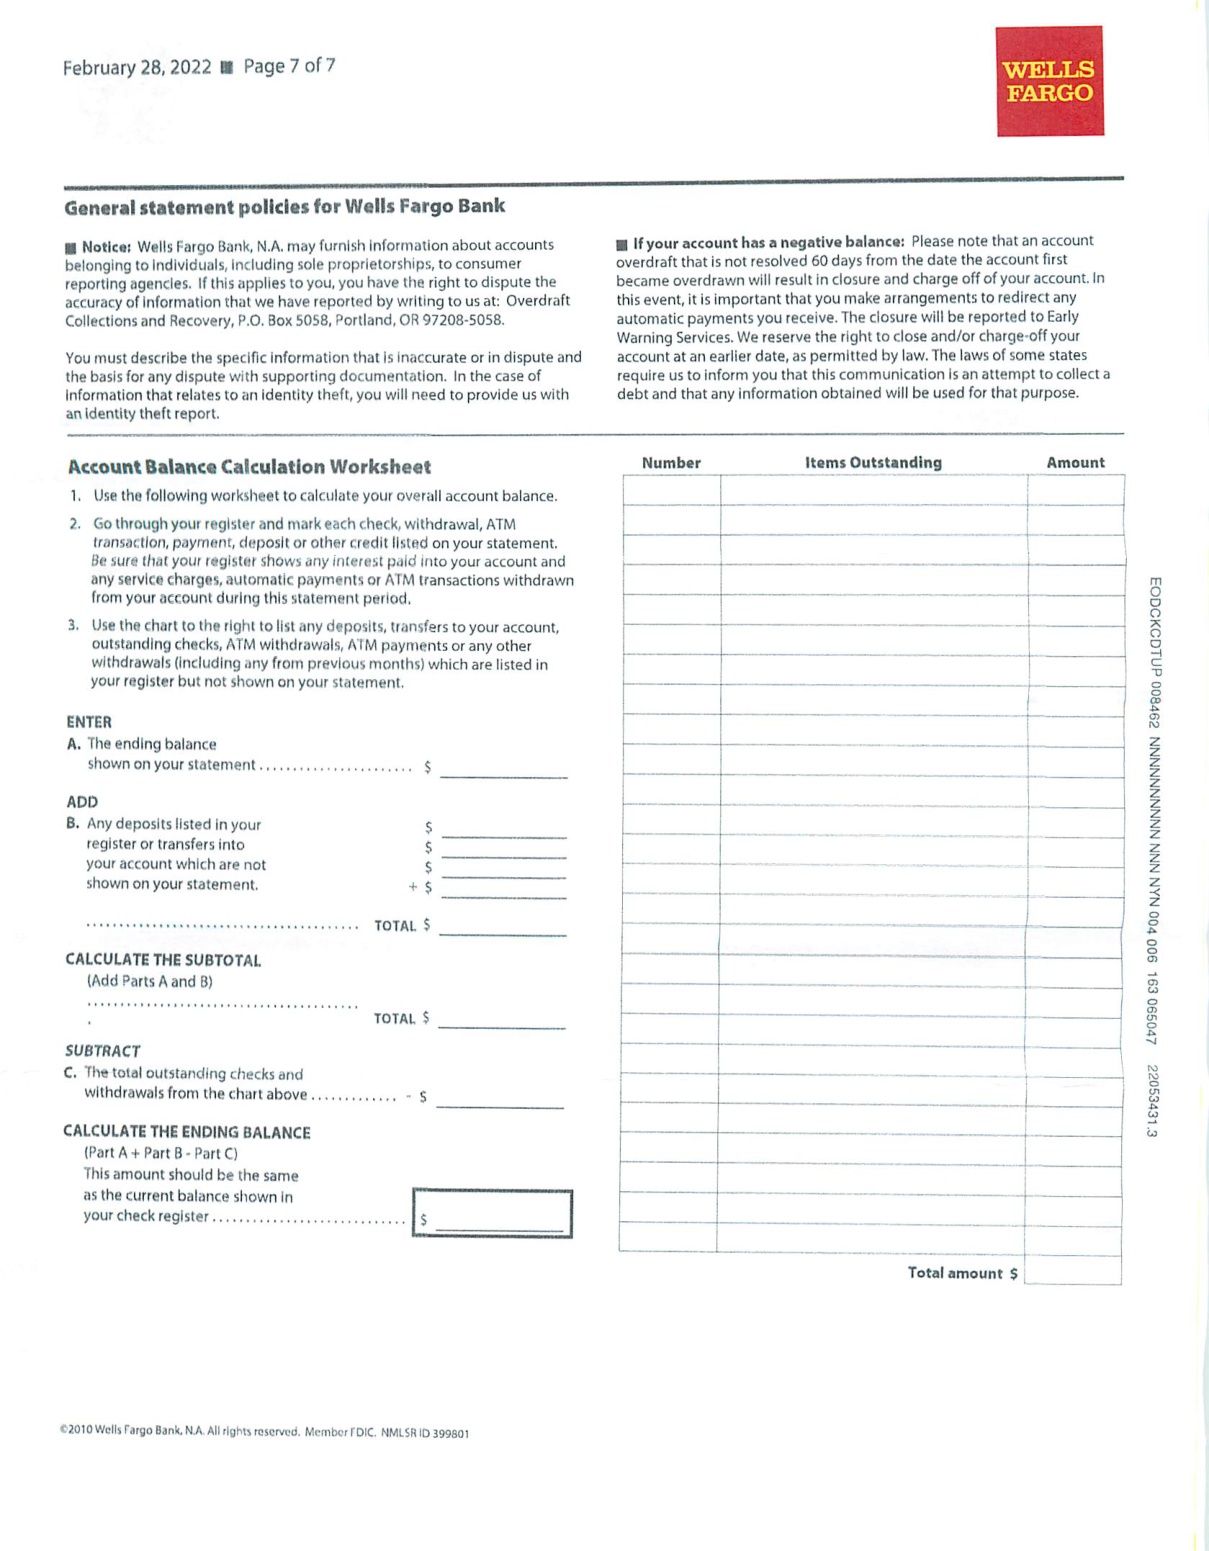 February 28, 2022 ■ Page 7 of 7
WELLS
FARGO
General statement policies for Wells Fargo Bank
■ Notice: Wells Fargo Bank, N.A. may furnish information about accounts
belonging to individuals, including sole proprietorships, to consumer
reporting agencies. If this applies to you, you have the right to dispute the
accuracy of information that we have reported by writing to us at: Overdraft
Collections and Recovery, P.O. Box 5058, Portland, OR 97208-5058.
You must describe the specific information that is inaccurate or in dispute and
the basis for any dispute with supporting documentation. In the case of
information that relates to an identity theft, you will need to provide us with
an identity theft report.
■ If your account has a negative balance: Please note that an account
overdraft that is not resolved 60 days from the date the account first
became overdrawn will result in closure and charge off of your account. In
this event, it is important that you make arrangements to redirect any
automatic payments you receive. The closure will be reported to Early
Warning Services. We reserve the right to close and/or charge-off your
account at an earlier date, as permitted by law. The laws of some states
require us to inform you that this communication is an attempt to collect a
debt and that any information obtained will be used for that purpose.
Account Balance Calculation Worksheet
1. Use the following worksheet to calculate your overall account balance.
2. Go through your register and mark each check, withdrawal, ATM
transaction, payment, deposit or other credit listed on your statement.
Be sure that your register shows any interest paid into your account and
any service charges, automatic payments or ATM transactions withdrawn
from your account during this statement period.
3. Use the chart to the right to list any deposits, transfers to your account,
outstanding checks, ATM withdrawals, ATM payments or any other
withdrawals (including any from previous months) which are listed in
your register but not shown on your statement.
ENTER
A. The ending balance
shown on your statement ...................... $
ADD
B. Any deposits listed in your $
register or transfers into $
your account which are not $
shown on your statement. + $
....................................... TOTAL $
CALCULATE THE SUBTOTAL
(Add Parts A and B)
.......................................
. TOTAL $
SUBTRACT
C. The total outstanding checks and
withdrawals from the chart above ............. - $
CALCULATE THE ENDING BALANCE
(Part A + Part B - Part C)
This amount should be the same
as the current balance shown in
your check register ............................ $
Number Items Outstanding Amount
Total amount $
EODCKCDTUP 008462 NNNNNNNNNN NNN NYN 004 006 163 065047 22053431.3
©2010 Wells Fargo Bank, N.A. All rights reserved. Member FDIC. NMLSR ID 399801